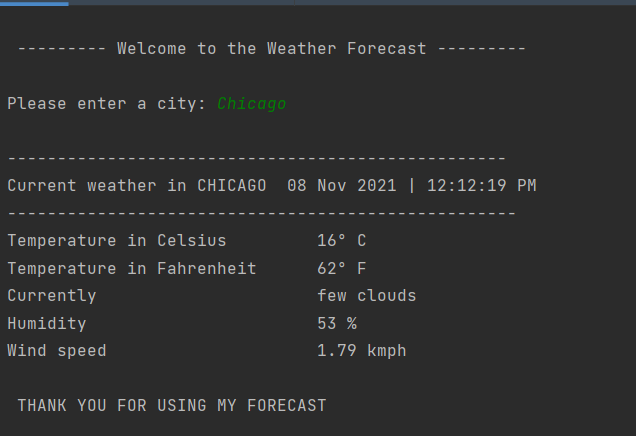 --------- Welcome to the Weather Forecast ---------
Please enter a city: Chicago
--------------------------------------------------
Current weather in CHICAGO  08 Nov 2021 | 12:12:19 PM
---------------------------------------------------
Temperature in Celsius         16° C
Temperature in Fahrenheit      62° F
Currently                      few clouds
Humidity                       53 %
Wind speed                     1.79 kmph
THANK YOU FOR USING MY FORECAST